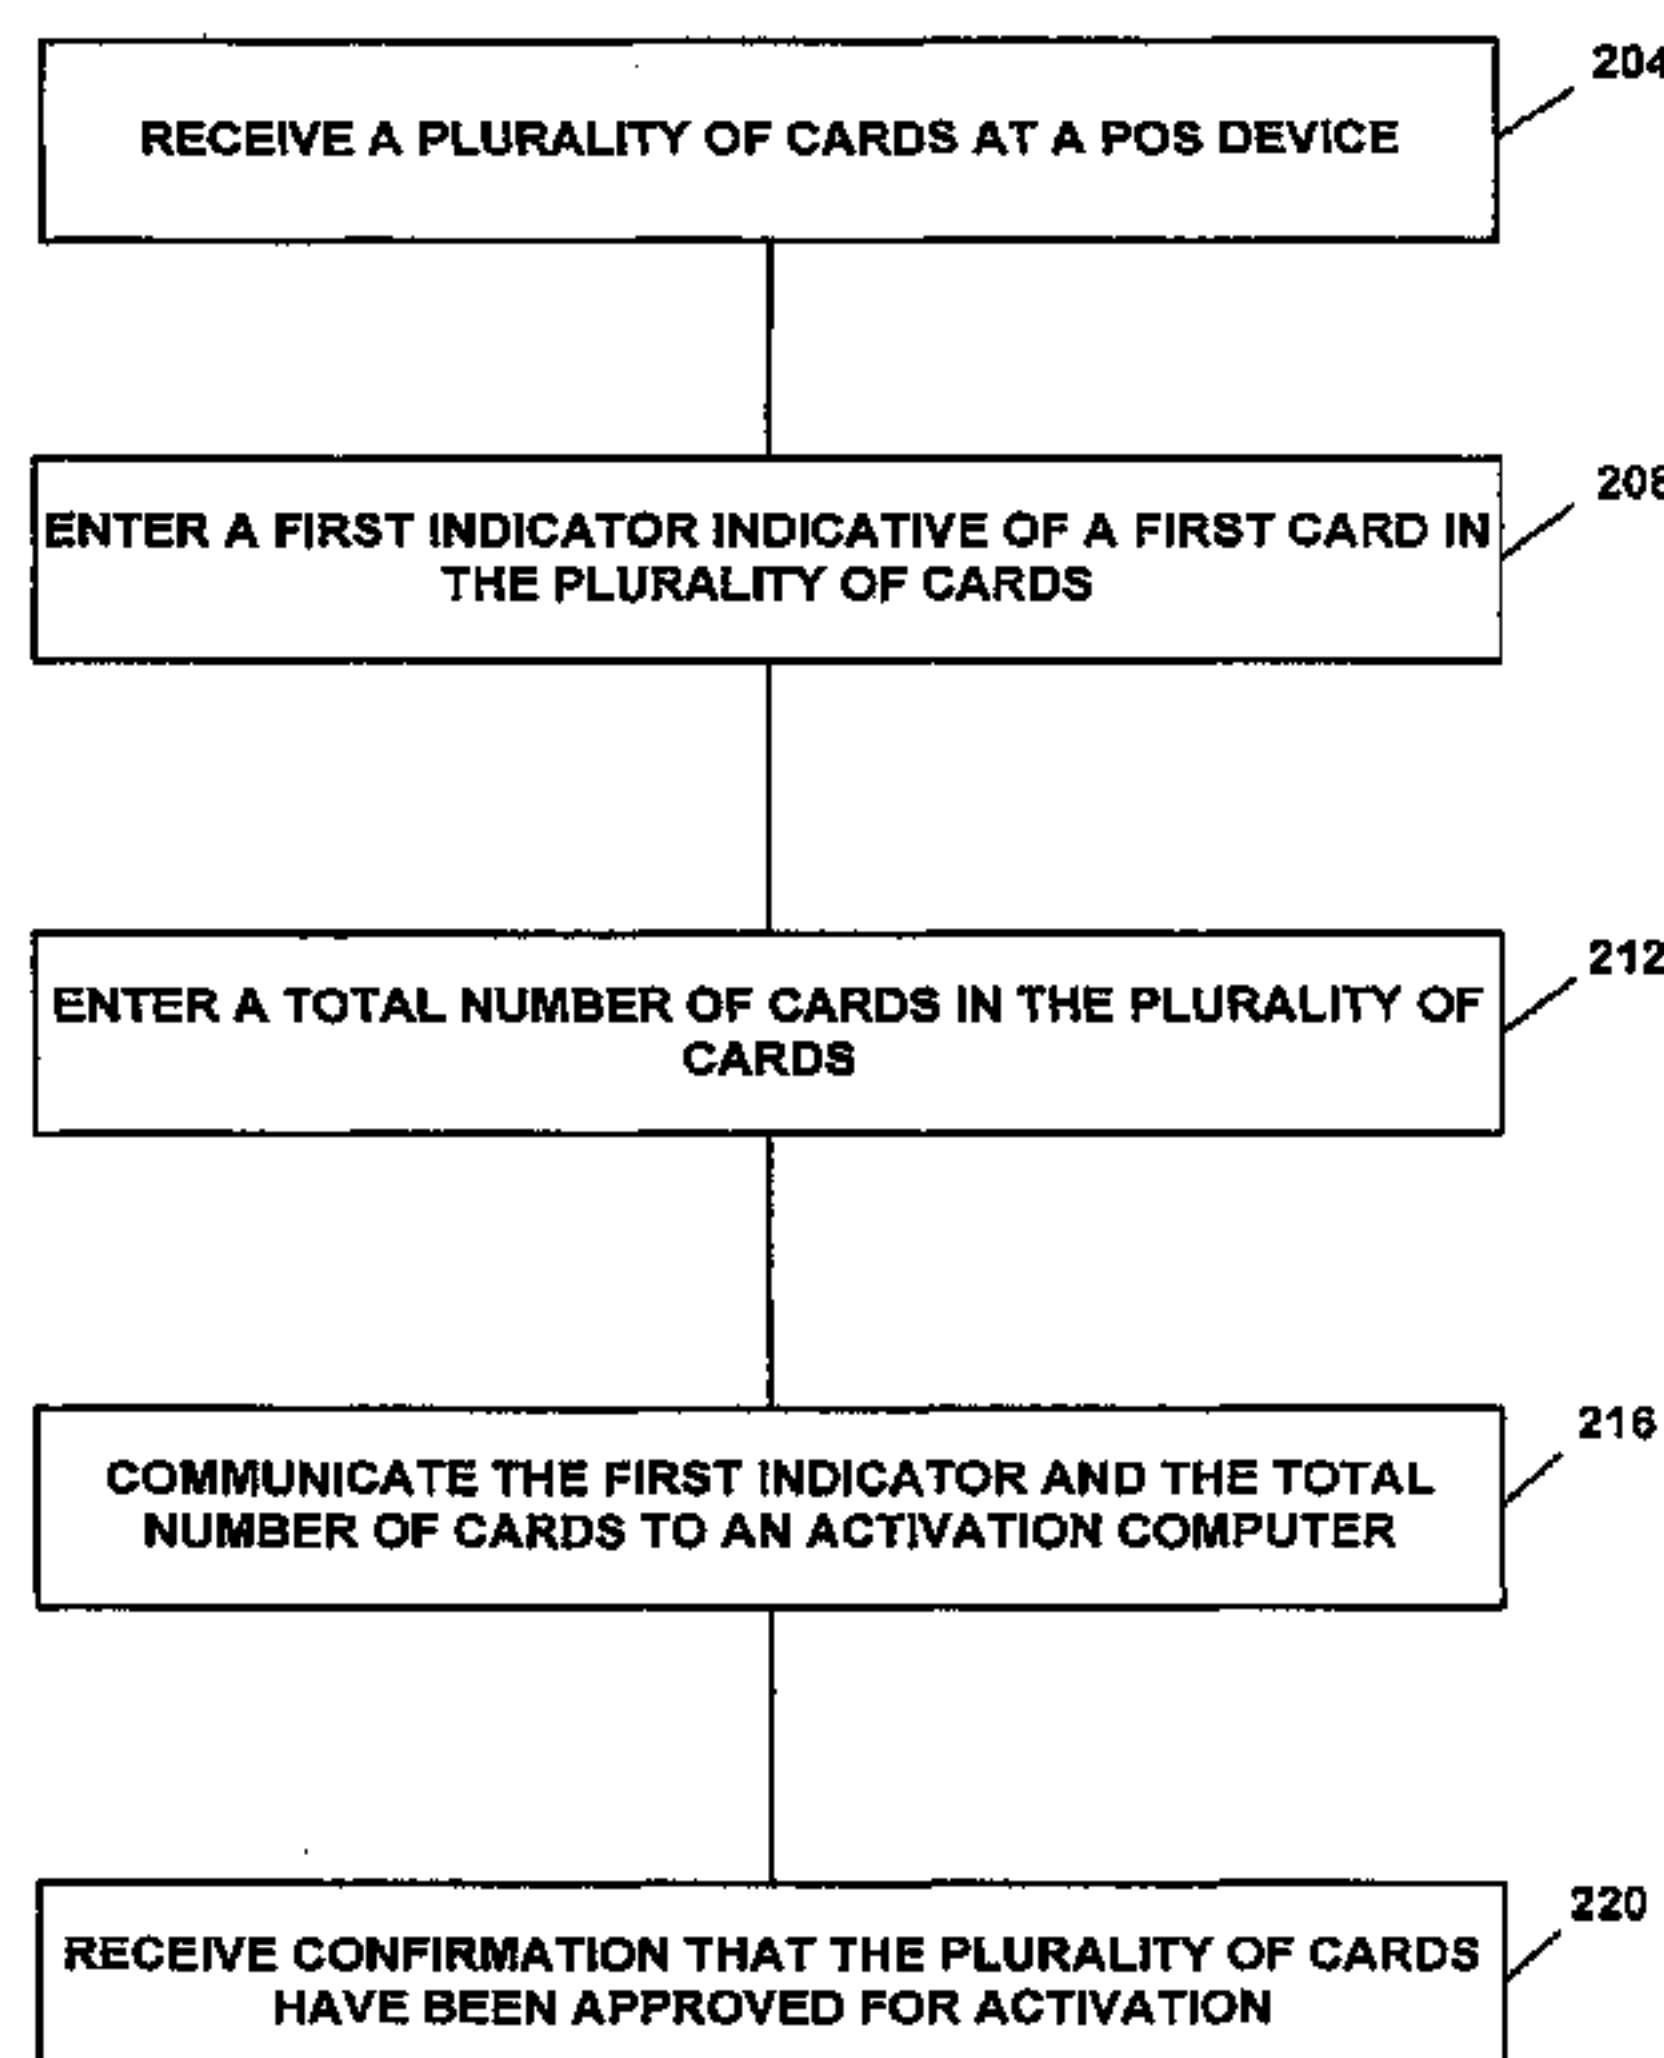 204
RECEIVE A PLURALITY OF CARDS AT A POS DEVICE
208
ENTER A FIRST INDICATOR INDICATIVE OF A FIRST CARD IN
THE PLURALITY OF CARDS
212
ENTER A TOTAL NUMBER OF CARDS IN THE PLURALITY OF
CARDS
216
COMMUNICATE THE FIRST INDICATOR AND THE TOTAL
NUMBER OF CARDS TO AN ACTIVATION COMPUTER
220
RECEIVE CONFIRMATION THAT THE PLURALITY OF CARDS
HAVE BEEN APPROVED FOR ACTIVATION